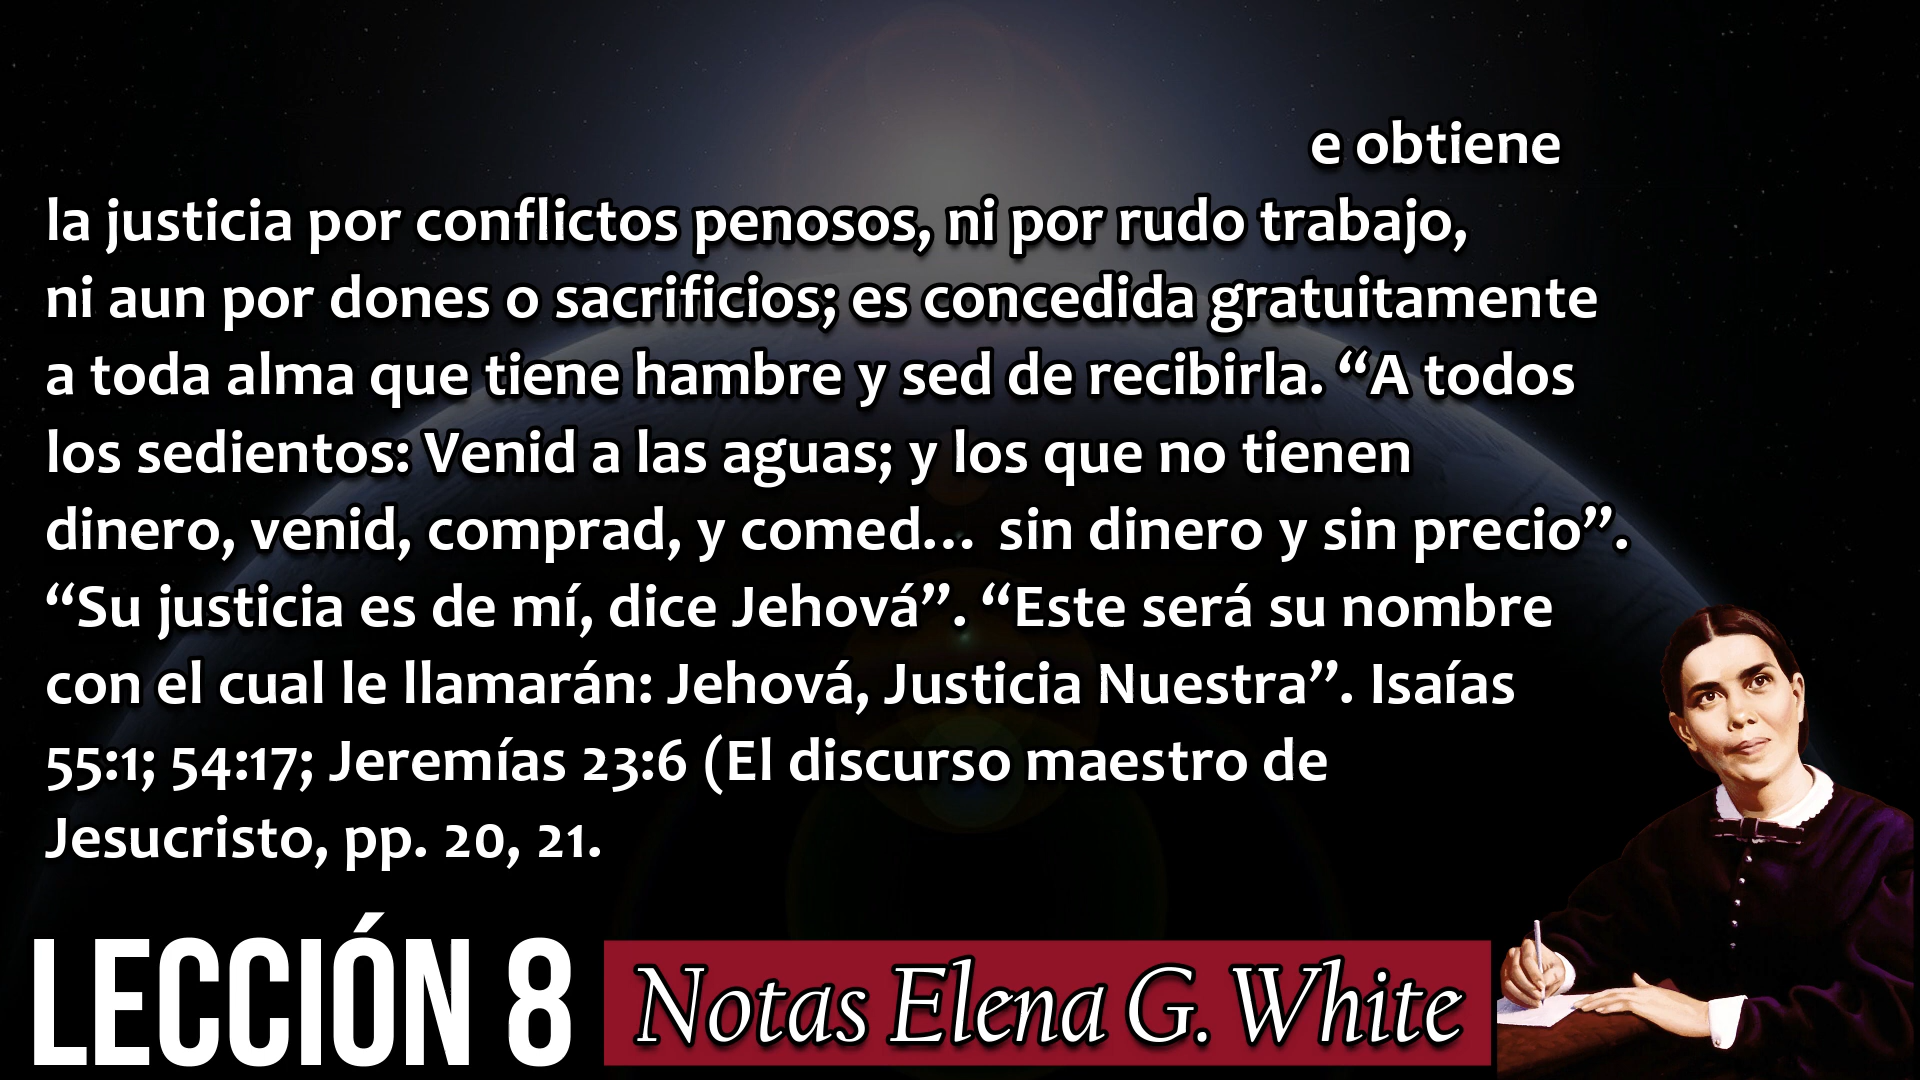 e obtiene
la justicia por conflictos penosos, ni por rudo trabajo,
ni aun por dones o sacrificios; es concedida gratuitamente
a toda alma que tiene hambre y sed de recibirla. “A todos
los sedientos: Venid a las aguas; y los que no tienen
dinero, venid, comprad, y comed… sin dinero y sin precio”.
“Su justicia es de mí, dice Jehová”. “Este será su nombre
con el cual le llamarán: Jehová, Justicia Nuestra”. Isaías
55:1; 54:17; Jeremías 23:6 (El discurso maestro de
Jesucristo, pp. 20, 21.
LECCIÓN 8
Notas Elena G. White